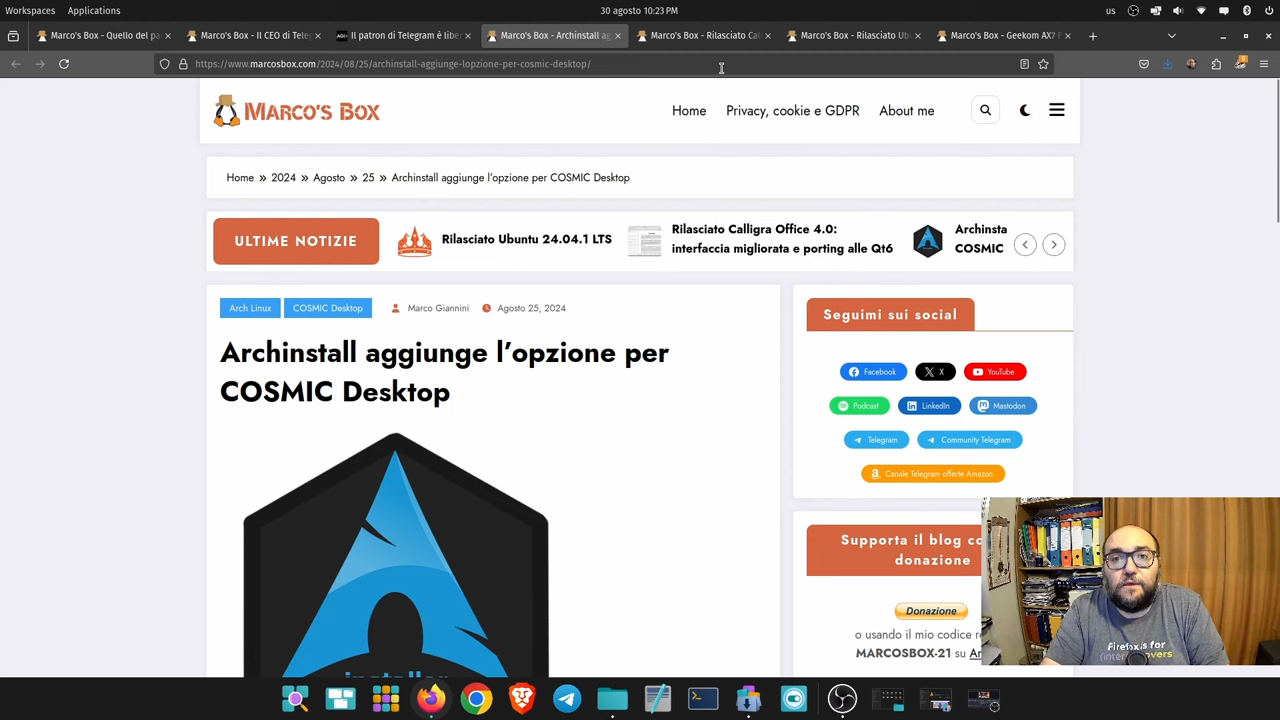 Workspaces Applications 30 agosto 10:23 PM us
Marco's Box - Quello del pa
Marco's Box - Il CEO di Teleg
Il patron di Telegram è liber
Marco's Box - Archinstall ag
Marco's Box - Rilasciato Cal
Marco's Box - Rilasciato Ub
Marco's Box - Geekom AX7 P
https://www.marcosbox.com/2024/08/25/archinstall-aggiunge-lopzione-per-cosmic-desktop/
MARCO'S BOX
Home Privacy, cookie e GDPR About me
Home » 2024 » Agosto » 25 » Archinstall aggiunge l'opzione per COSMIC Desktop
ULTIME NOTIZIE
Rilasciato Ubuntu 24.04.1 LTS
Rilasciato Calligra Office 4.0:
interfaccia migliorata e porting alle Qt6
Archinsta
COSMIC
Arch Linux COSMIC Desktop Marco Giannini Agosto 25, 2024
Archinstall aggiunge l'opzione per
COSMIC Desktop
Seguimi sui social
Facebook X YouTube
Podcast LinkedIn Mastodon
Telegram Community Telegram
Canale Telegram offerte Amazon
Supporta il blog co
donazione
Donazione
o usando il mio codice re
MARCOSBOX-21 su
Firefox is for
lovers